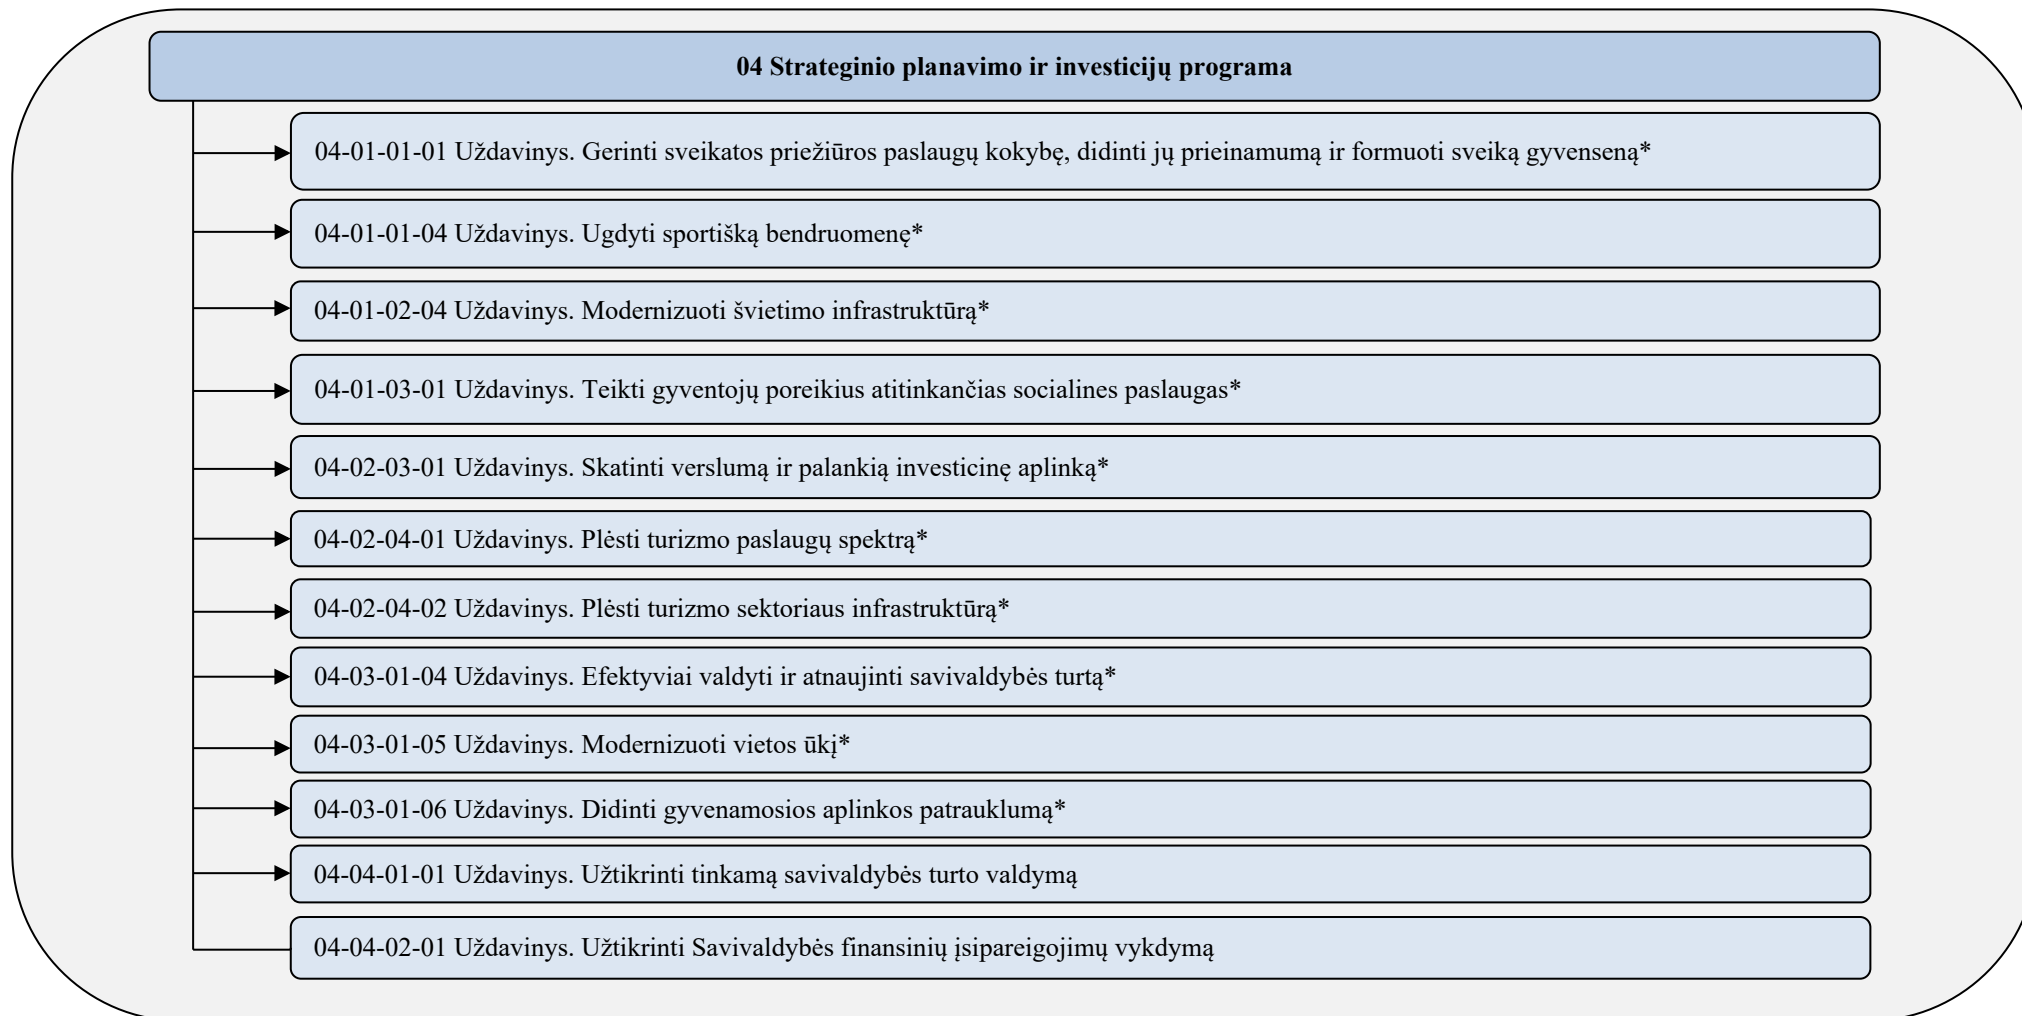 04 Strateginio planavimo ir investicijų programa
04-01-01-01 Uždavinys. Gerinti sveikatos priežiūros paslaugų kokybę, didinti jų prieinamumą ir formuoti sveiką gyvenseną*
04-01-01-04 Uždavinys. Ugdyti sportišką bendruomenę*
04-01-02-04 Uždavinys. Modernizuoti švietimo infrastruktūrą*
04-01-03-01 Uždavinys. Teikti gyventojų poreikius atitinkančias socialines paslaugas*
04-02-03-01 Uždavinys. Skatinti verslumą ir palankią investicinę aplinką*
04-02-04-01 Uždavinys. Plėsti turizmo paslaugų spektrą*
04-02-04-02 Uždavinys. Plėsti turizmo sektoriaus infrastruktūrą*
04-03-01-04 Uždavinys. Efektyviai valdyti ir atnaujinti savivaldybės turtą*
04-03-01-05 Uždavinys. Modernizuoti vietos ūkį*
04-03-01-06 Uždavinys. Didinti gyvenamosios aplinkos patrauklumą*
04-04-01-01 Uždavinys. Užtikrinti tinkamą savivaldybės turto valdymą
04-04-02-01 Uždavinys. Užtikrinti Savivaldybės finansinių įsipareigojimų vykdymą